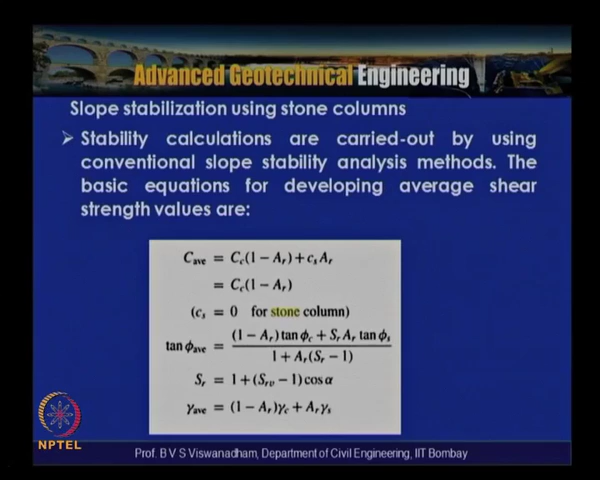 Advanced Geotechnical Engineering
Slope stabilization using stone columns
➢ Stability calculations are carried-out by using
conventional slope stability analysis methods. The
basic equations for developing average shear
strength values are:
C_ave = C_c(1 − A_r) + c_s A_r
= C_c(1 − A_r)
(c_s = 0 for stone column)
tan ϕ_ave = ((1 − A_r) tan ϕ_c + S_r A_r tan ϕ_s) / (1 + A_r(S_r − 1))
S_r = 1 + (S_rv − 1) cos α
γ_ave = (1 − A_r)γ_c + A_r γ_s
NPTEL
Prof. B V S Viswanadham, Department of Civil Engineering, IIT Bombay